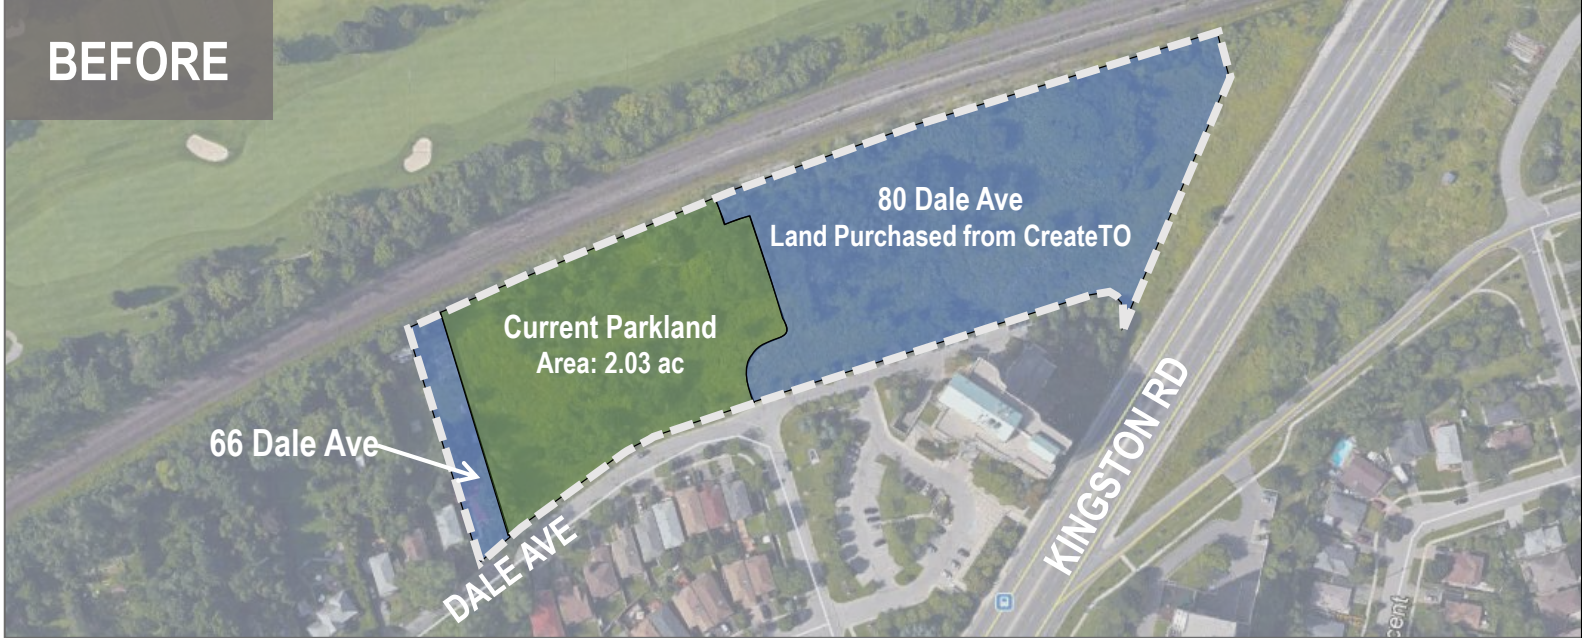 BEFORE
80 Dale Ave
Land Purchased from CreateTO
Current Parkland
Area: 2.03 ac
66 Dale Ave
DALE AVE
KINGSTON RD
cent